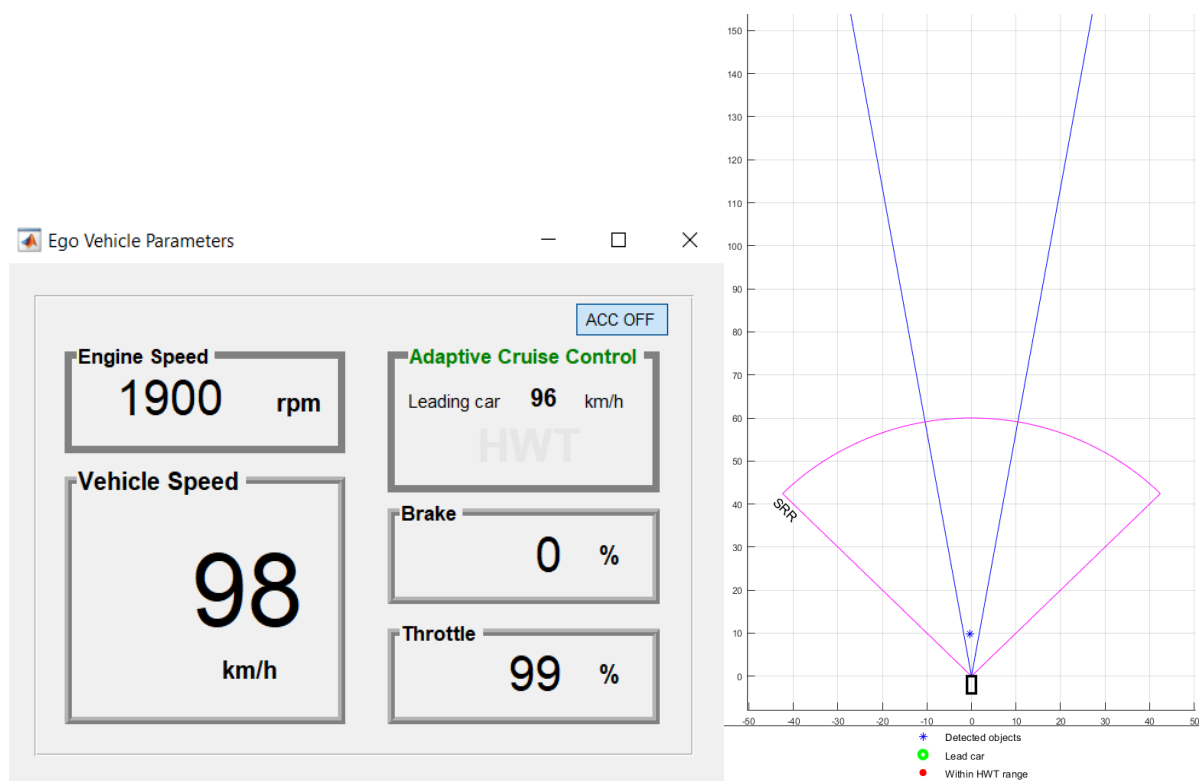 Ego Vehicle Parameters
ACC OFF
Engine Speed
1900 rpm
Vehicle Speed
98
km/h
Adaptive Cruise Control
Leading car 96 km/h
HWT
Brake
0 %
Throttle
99 %
150
140
130
120
110
100
90
80
70
60
50
40
30
20
10
0
SRR
-50 -40 -30 -20 -10 0 10 20 30 40 50
Detected objects
Lead car
Within HWT range